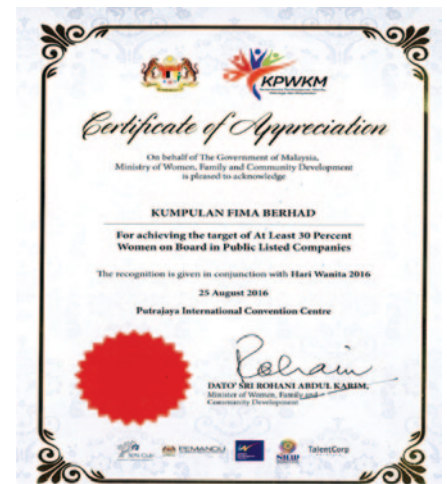 KPWKM
Certificate of Appreciation
On behalf of The Government of Malaysia,
Ministry of Women, Family and Community Development
is pleased to acknowledge
KUMPULAN FIMA BERHAD
For achieving the target of At Least 30 Percent
Women on Board in Public Listed Companies
The recognition is given in conjunction with Hari Wanita 2016
25 August 2016
Putrajaya International Convention Centre
DATO' SRI ROHANI ABDUL KARIM,
Minister of Women, Family and
Community Development
PEMANDU
TalentCorp